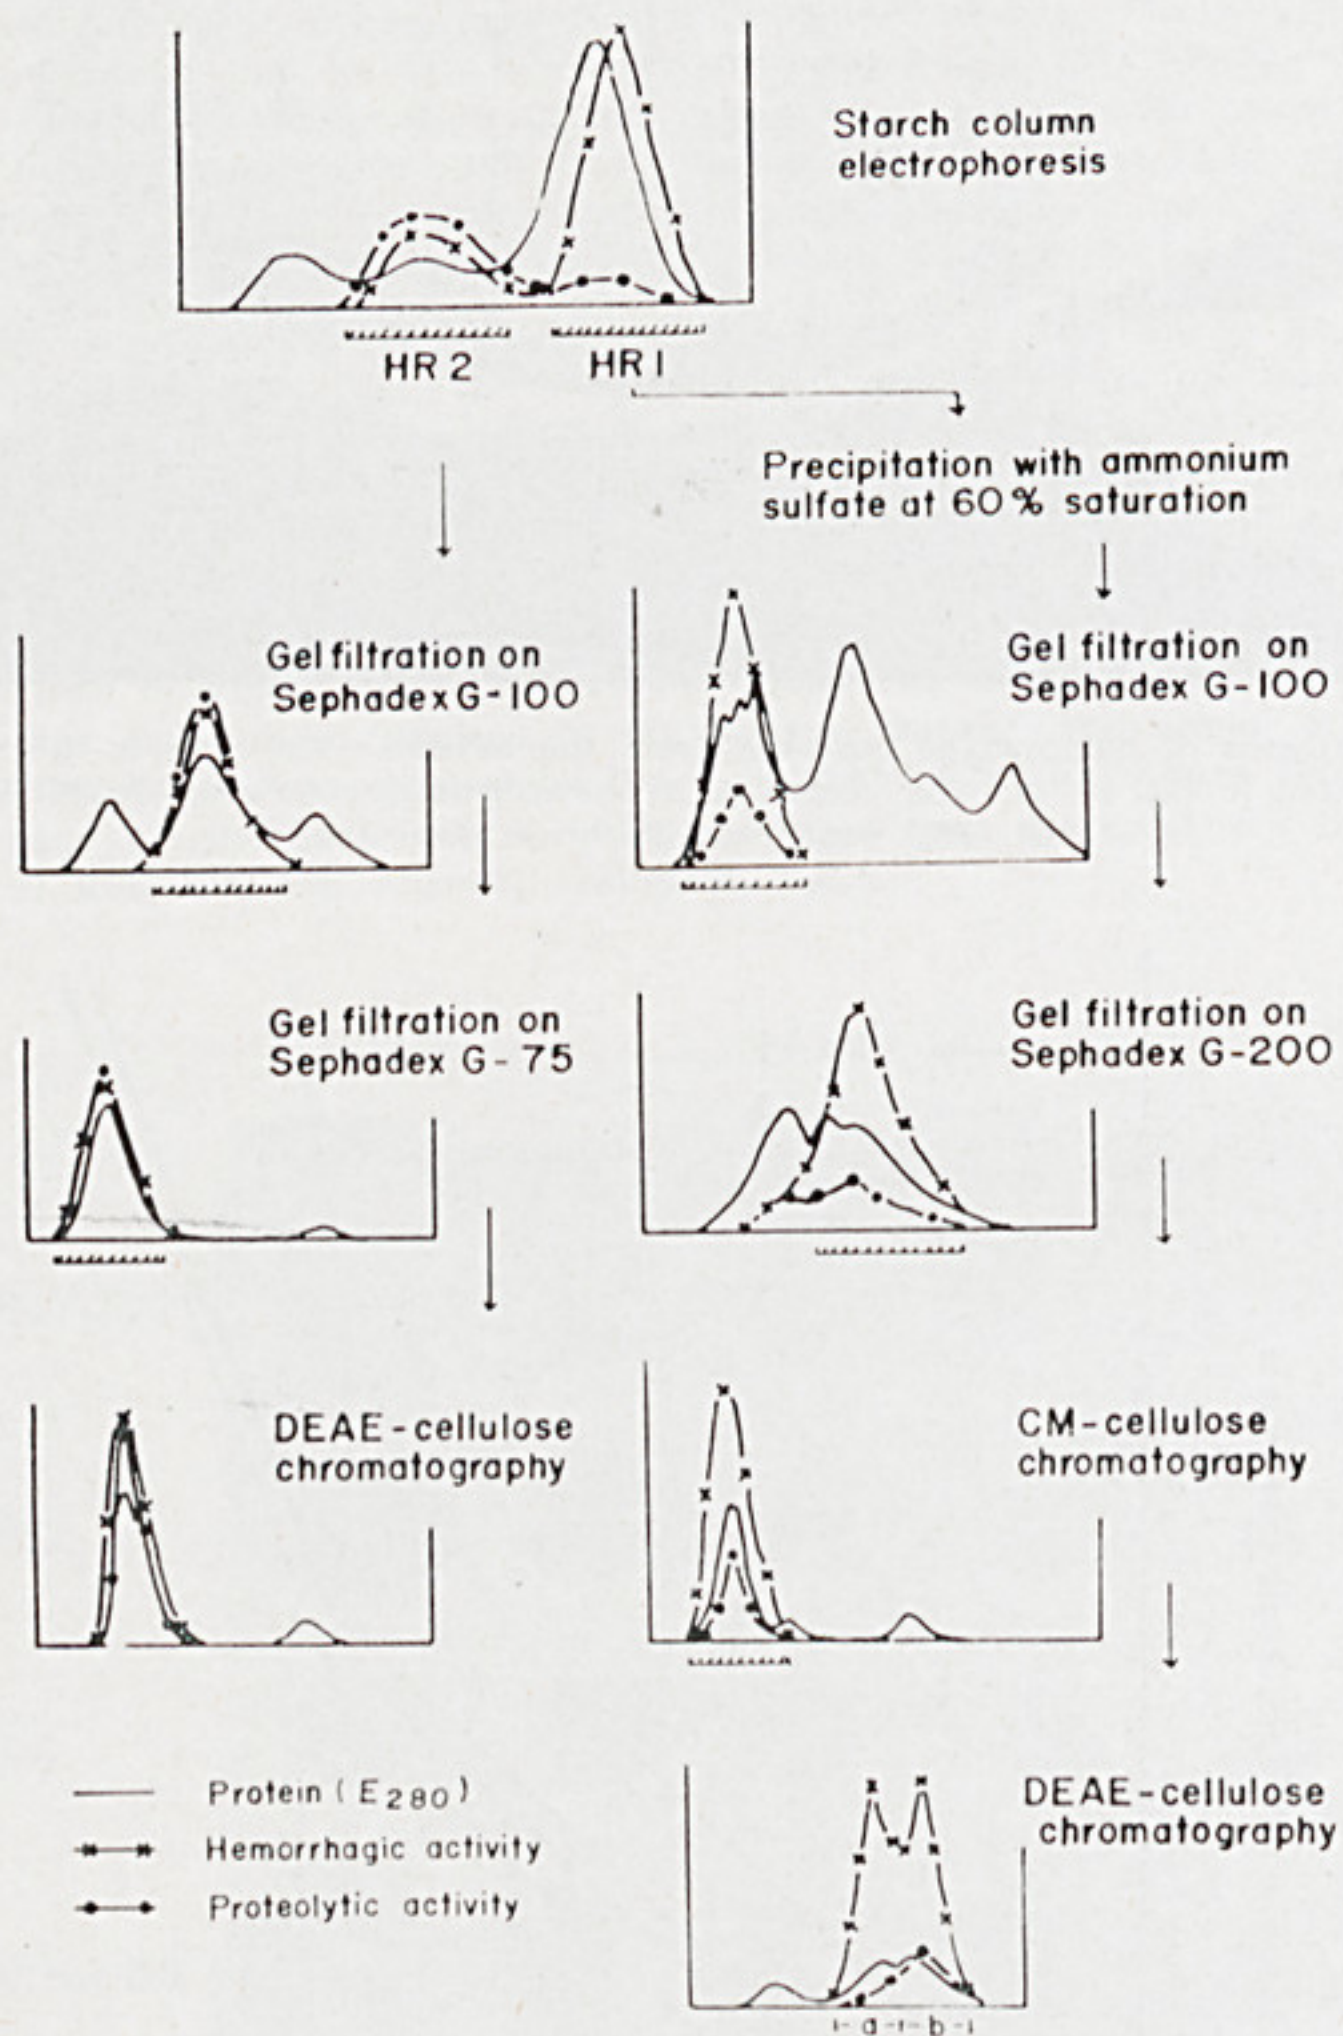 Starch column
electrophoresis
HR 2
HR 1
Precipitation with ammonium
sulfate at 60 % saturation
Gel filtration on
Sephadex G-100
Gel filtration on
Sephadex G-100
Gel filtration on
Sephadex G-75
Gel filtration on
Sephadex G-200
DEAE-cellulose
chromatography
CM-cellulose
chromatography
Protein ( E280 )
Hemorrhagic activity
Proteolytic activity
DEAE-cellulose
chromatography
a b